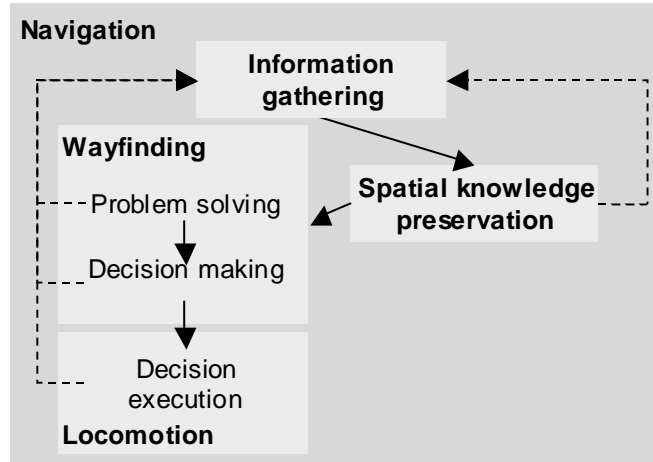 Navigation
Information
gathering
Wayfinding
Problem solving
Decision making
Spatial knowledge
preservation
Decision
execution
Locomotion